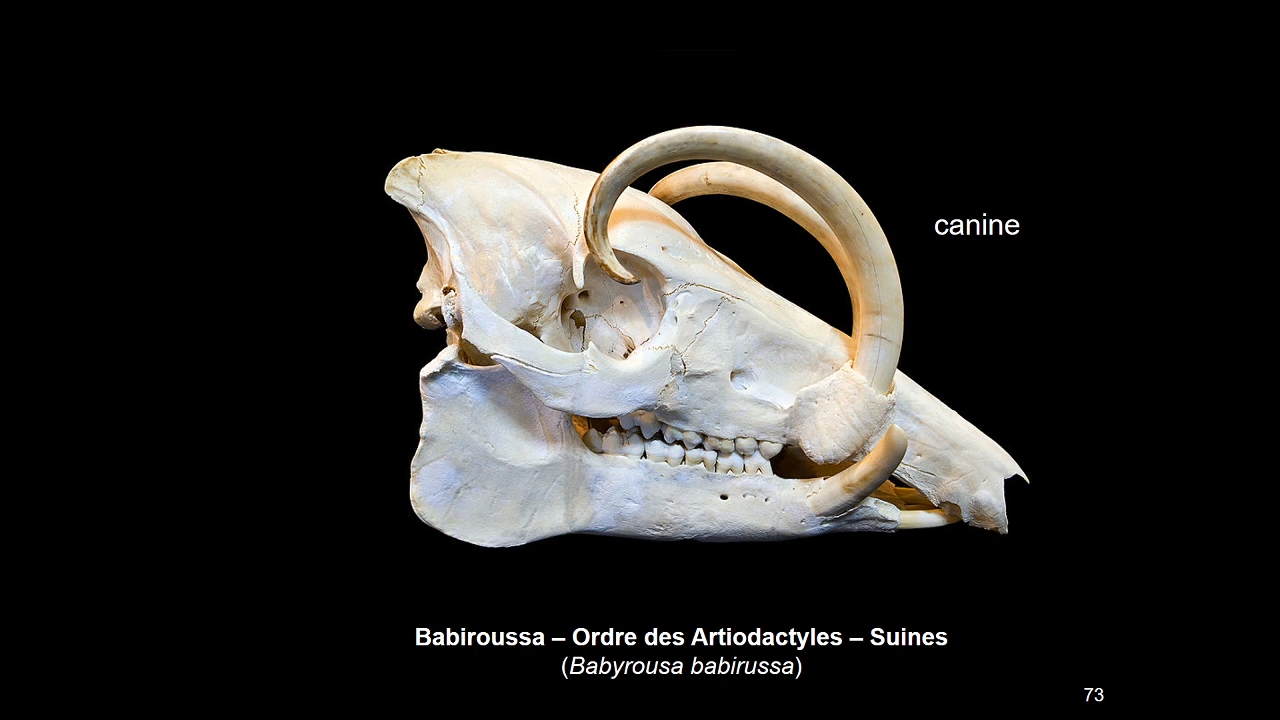 canine
Babiroussa – Ordre des Artiodactyles – Suines
(Babyrousa babirussa)
73